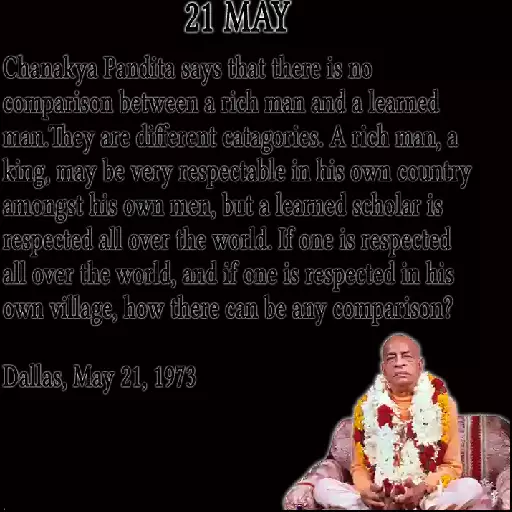 21 MAY
Chanakya Pandita says that there is no
comparison between a rich man and a learned
man.They are different catagories. A rich man, a
king, may be very respectable in his own country
amongst his own men, but a learned scholar is
respected all over the world. If one is respected
all over the world, and if one is respected in his
own village, how there can be any comparison?
Dallas, May 21, 1973